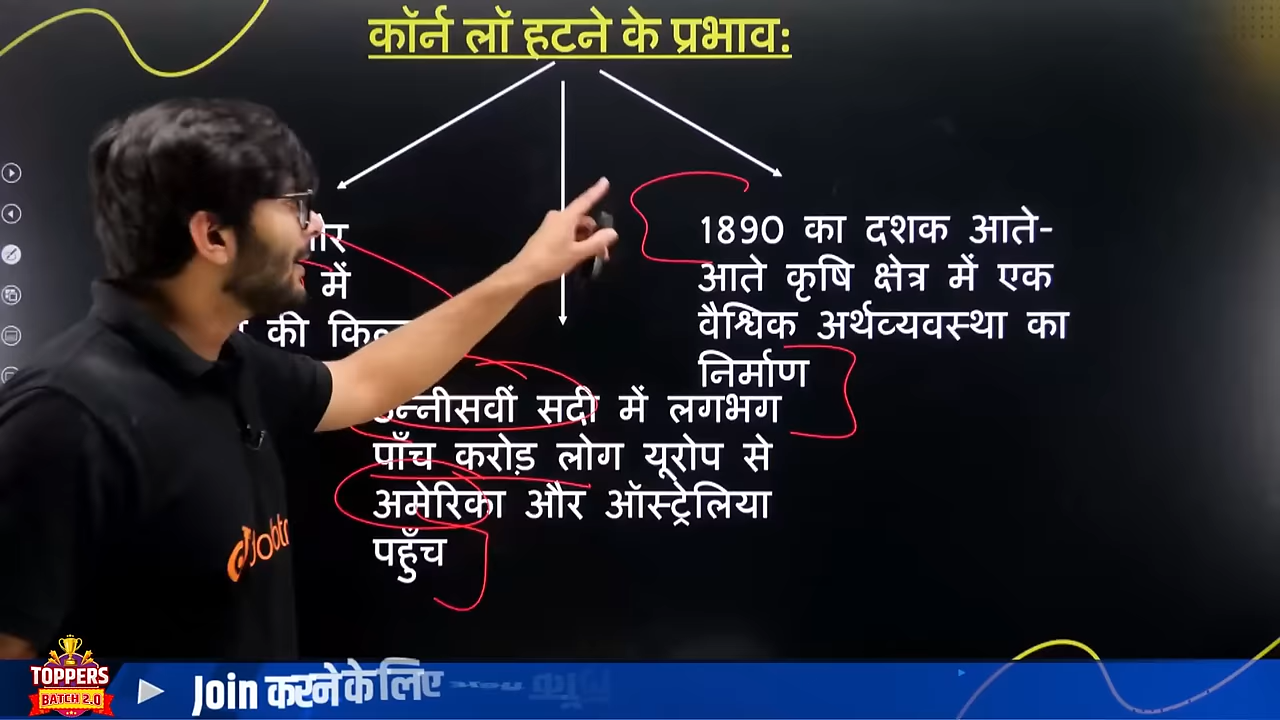 कॉर्न लॉ हटने के प्रभाव:
में
की
1890 का दशक आते-
आते कृषि क्षेत्र में एक
वैश्विक अर्थव्यवस्था का
निर्माण
उन्नीसवीं सदी में लगभग
पाँच करोड़ लोग यूरोप से
अमेरिका और ऑस्ट्रेलिया
पहुँच
TOPPERS
BATCH 2.0
Join करने के लिए